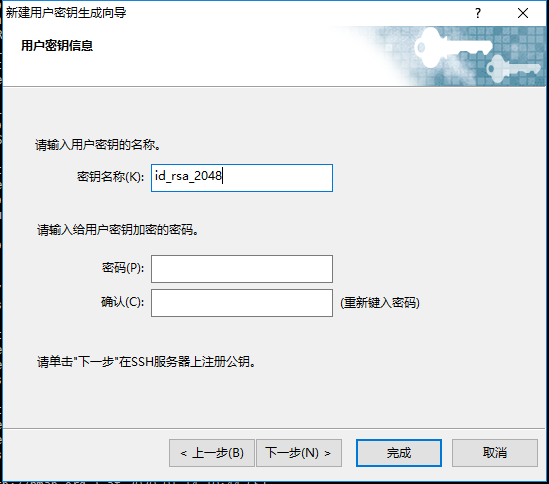 新建用户密钥生成向导
用户密钥信息
请输入用户密钥的名称。
密钥名称(K): id_rsa_2048
请输入给用户密钥加密的密码。
密码(P):
确认(C): (重新键入密码)
请单击"下一步"在SSH服务器上注册公钥。
< 上一步(B) 下一步(N) > 完成 取消